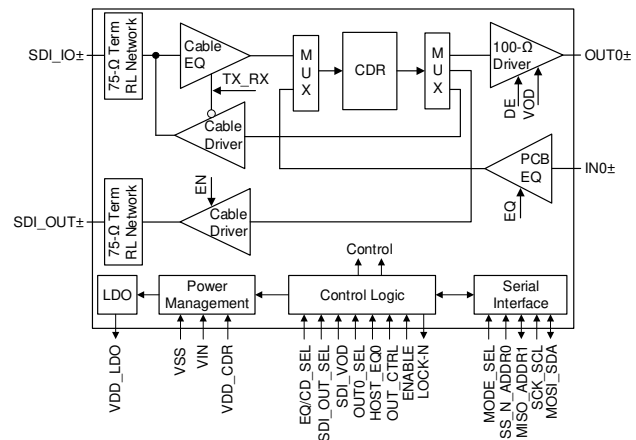 SDI_IO±
75-Ω Term
RL Network
Cable
EQ
TX_RX
Cable
Driver
M
U
X
CDR
M
U
X
100-Ω
Driver
OUT0±
DE
VOD
PCB
EQ
IN0±
EQ
SDI_OUT±
75-Ω Term
RL Network
EN
Cable
Driver
Control
LDO
Power
Management
Control Logic
Serial
Interface
VDD_LDO
VSS
VIN
VDD_CDR
EQ/CD_SEL
SDI_OUT_SEL
SDI_VOD
OUT0_SEL
HOST_EQ0
OUT_CTRL
ENABLE
LOCK-N
MODE_SEL
SS_N_ADDR0
MISO_ADDR1
SCK_SCL
MOSI_SDA